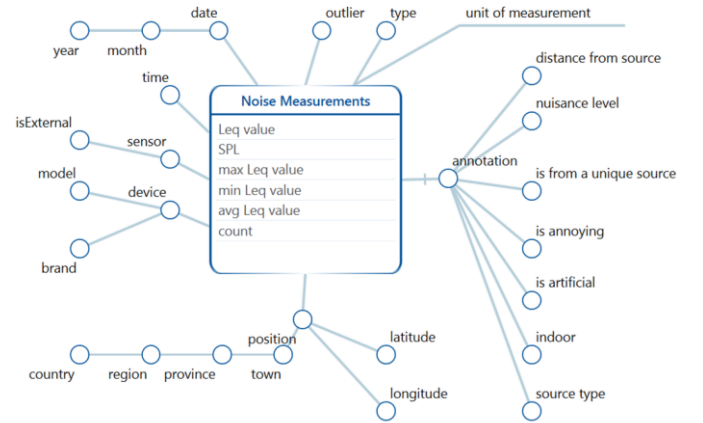 date
outlier
type
unit of measurement
year
month
distance from source
time
Noise Measurements
nuisance level
isExternal
Leq value
sensor
SPL
annotation
model
max Leq value
is from a unique source
device
min Leq value
avg Leq value
count
is annoying
brand
is artificial
position
latitude
indoor
country
region
province
town
longitude
source type